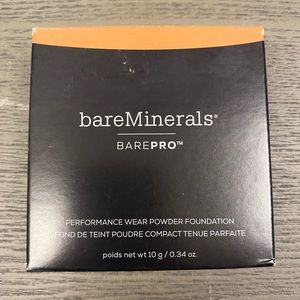 bareMinerals®
BAREPRO™
PERFORMANCE WEAR POWDER FOUNDATION
FOND DE TEINT POUDRE COMPACT TENUE PARFAITE
poids net wt 10 g / 0.34 oz.